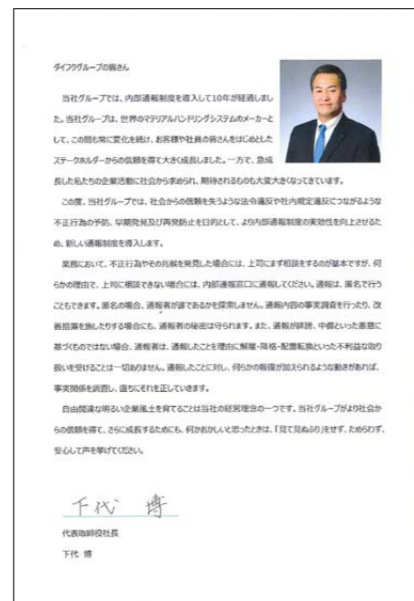 ダイフクグループの皆さん
当社グループでは、内部通報制度を導入して10年が経過しまし
た。当社グループは、世界のマテリアルハンドリングシステムのメーカーと
して、この間も常に変化を続け、お客様や社員の皆さんをはじめとした
ステークホルダーからの信頼を得て大きく成長しました。一方で、急成
長した私たちの企業活動に社会から求められ、期待されるものも大変大きくなってきています。
この度、当社グループでは、社会からの信頼を失うような法令違反や社内規定違反につながるような
不正行為の予防、早期発見及び再発防止を目的として、より内部通報制度の実効性を向上させるた
め、新しい通報制度を導入します。
業務において、不正行為やその兆候を発見した場合には、上司にまず相談をするのが基本ですが、何
らかの理由で、上司に相談できない場合には、内部通報窓口に通報してください。通報は、匿名で行う
こともできます。匿名の場合、通報者が誰であるかを探索しません。通報内容の事実調査を行ったり、改
善措置を施したりする場合にも、通報者の秘密は守られます。また、通報が誹謗、中傷といった悪意に
基づくものではない場合、通報者は、通報したことを理由に解雇・降格・配置転換といった不利益な取り
扱いを受けることは一切ありません。通報したことに対し、何らかの報復が加えられるような動きがあれば、
事実関係を調査し、直ちにそれを正していきます。
自由闊達な明るい企業風土を育てることは当社の経営理念の一つです。当社グループがより社会か
らの信頼を得て、さらに成長するためにも、何かおかしいと思ったときは、「見て見ぬふり」をせず、ためらわず、
安心して声を挙げてください。
下代 博
代表取締役社長
下代 博